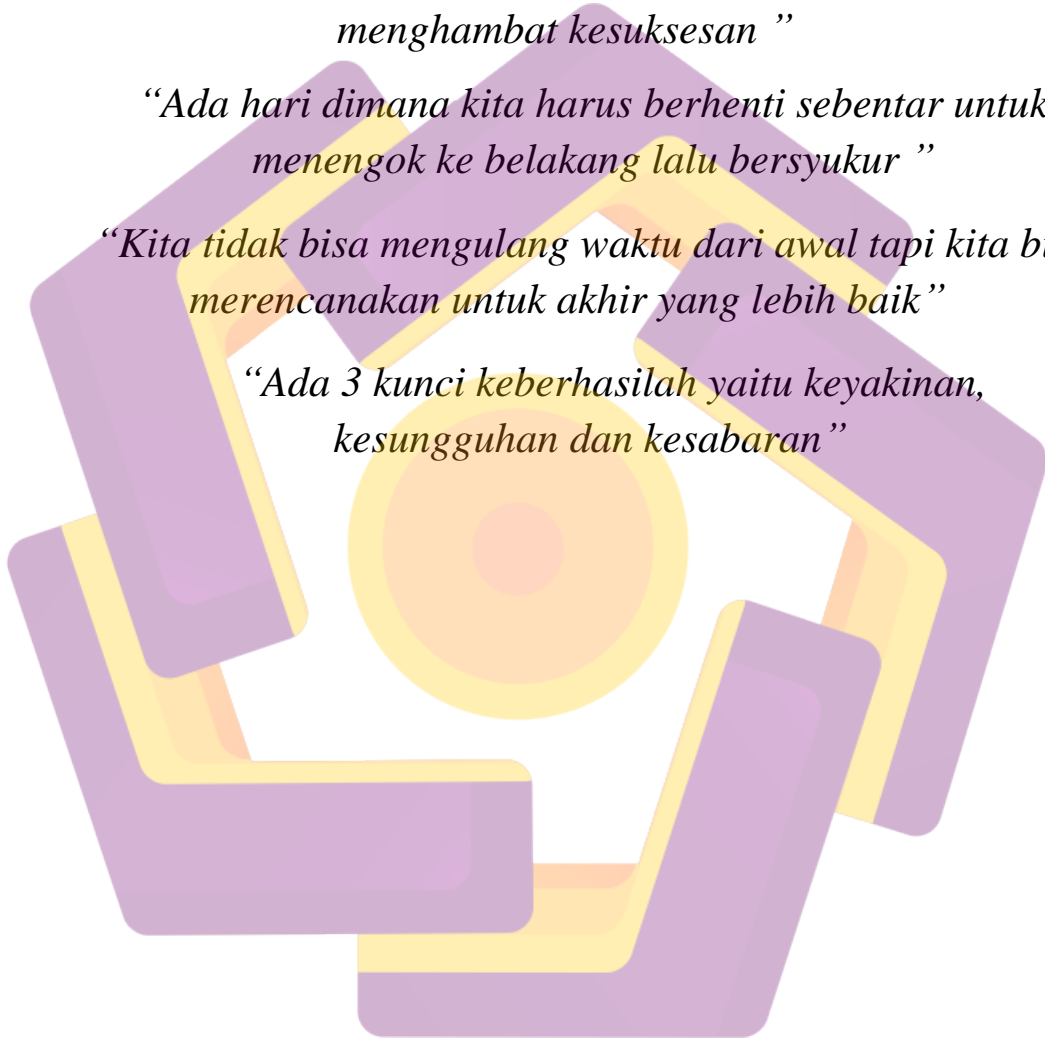 menghambat kesuksesan ”
“Ada hari dimana kita harus berhenti sebentar untuk
menengok ke belakang lalu bersyukur ”
“Kita tidak bisa mengulang waktu dari awal tapi kita
merencanakan untuk akhir yang lebih baik”
“Ada 3 kunci keberhasilah yaitu keyakinan,
kesungguhan dan kesabaran”